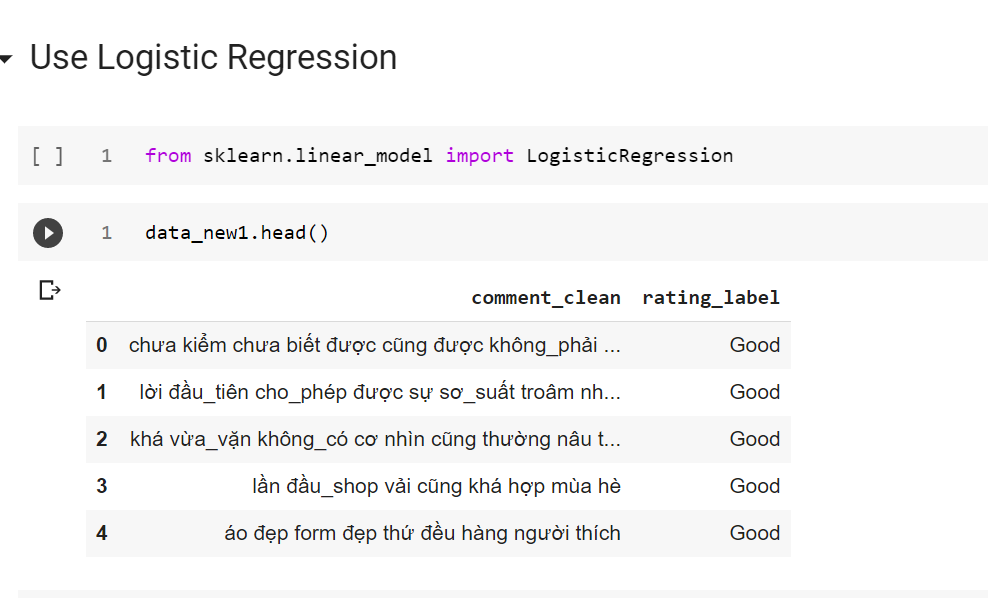 Use Logistic Regression
[ ] 1 from sklearn.linear_model import LogisticRegression
1 data_new1.head()
comment_clean rating_label
0 chưa kiểm chưa biết được cũng được không_phải ... Good
1 lời đầu_tiên cho_phép được sự sơ_suất troâm nh... Good
2 khá vừa_vặn không_có cơ nhìn cũng thường nâu t... Good
3 lần đầu_shop vải cũng khá hợp mùa hè Good
4 áo đẹp form đẹp thứ đều hàng người thích Good